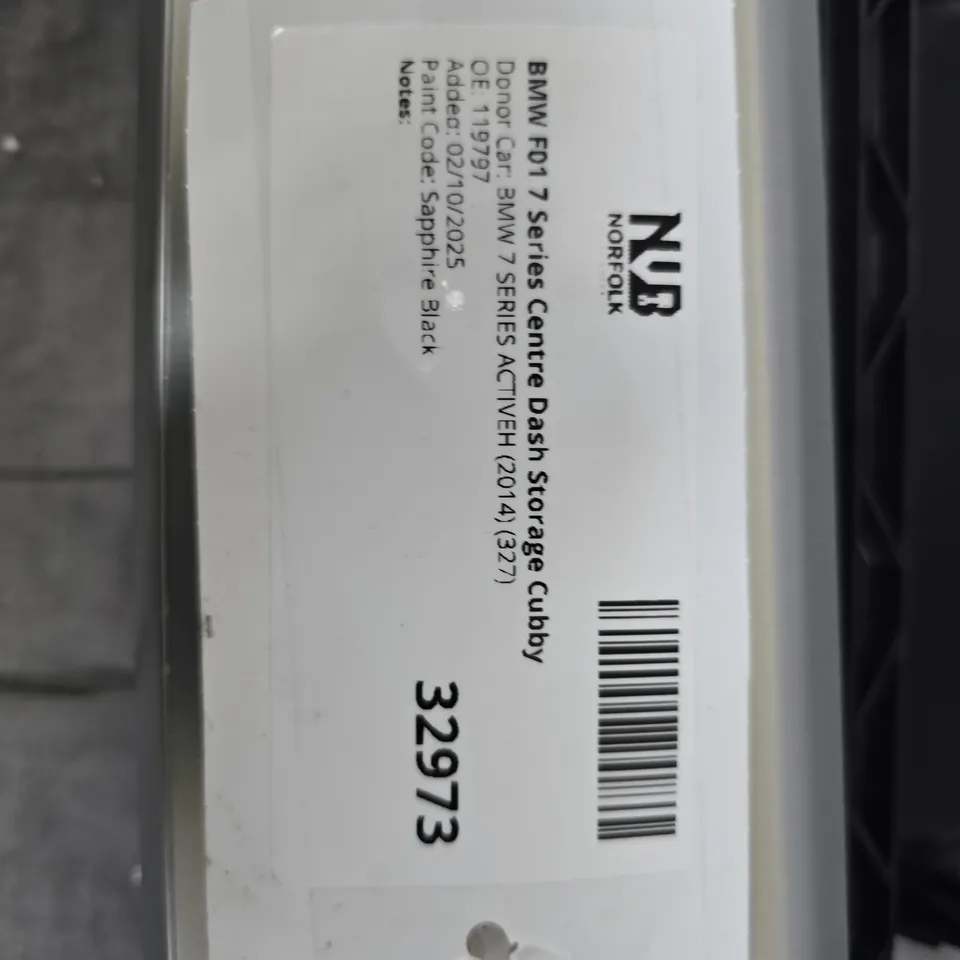 NVB
NORFOLK
BMW F01 7 Series Centre Dash Storage Cubby
Donor Car: BMW 7 SERIES ACTIVEH (2014) (327)
OE: 119797
Added: 02/10/2025
Paint Code: Sapphire Black
Notes:
32973